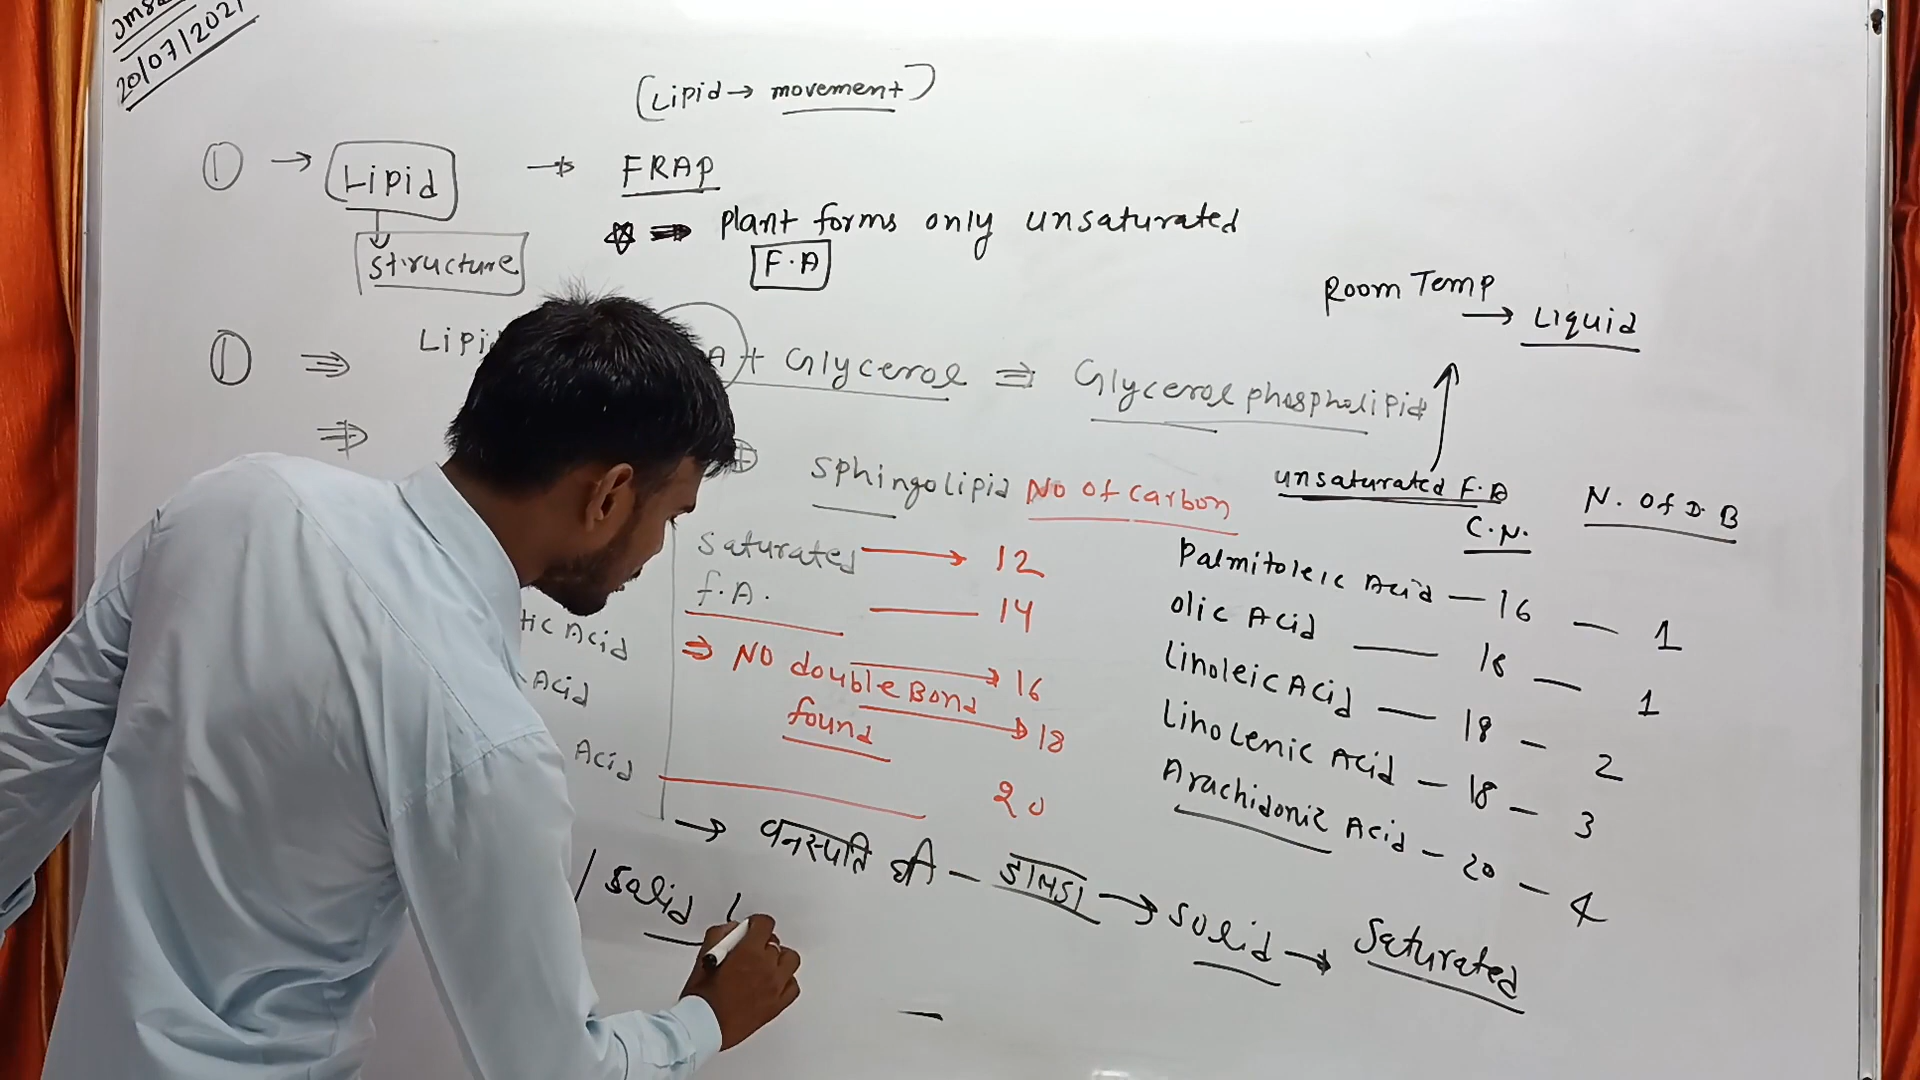 20/07/2021
(Lipid → movement)
① → Lipid → FRAP
structure
☆ ⇒ Plant forms only unsaturated
F.A
Room Temp
→ Liquid
① ⇒ Lipi A + Glycerol ⇒ Glycerol phospholipid
⇒ ⊕ Sphingolipid
No of carbon
unsaturated F.A
C.N.
N. of D.B
Saturated → 12
f.A. — 14
⇒ No double Bond → 16
found → 18
tic Acid
Acid
Acid — 20
Palmitoleic Acid — 16 — 1
olic Acid — 18 — 1
Linoleic Acid — 18 — 2
Linolenic Acid — 18 — 3
Arachidonic Acid — 20 — 4
→ वनस्पति घी — डालडा → Solid → Saturated
/ Solid